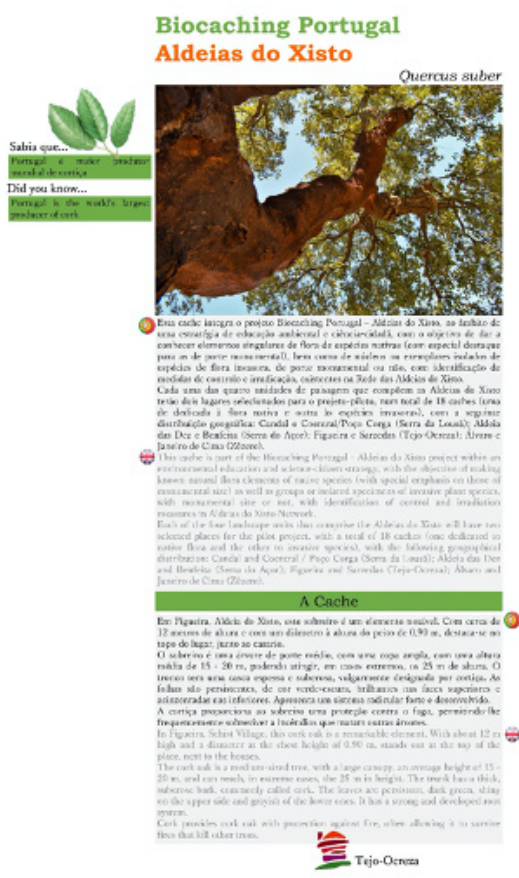 Biocaching Portugal
Aldeias do Xisto
Quercus suber
Sabia que...
Portugal é maior produtor
mundial de cortiça
Did you know...
Portugal is the world's largest
producer of cork
Esta cache integra o projeto Biocaching Portugal – Aldeias do Xisto, no âmbito de
uma estratégia de educação ambiental e ciência-cidadã, com o objetivo de dar a
conhecer elementos singulares de flora de espécies nativas (com especial destaque
para as de porte monumental), bem como de núcleos ou exemplares isolados de
espécies de flora invasora, de porte monumental ou não, com identificação de
medidas de controlo e irradicação, existentes na Rede das Aldeias do Xisto.
Cada uma das quatro unidades de paisagem que compõem as Aldeias do Xisto
terão dois lugares selecionados para o projeto-piloto, num total de 18 caches (uma
de dedicada à flora nativa e outra às espécies invasoras), com a seguinte
distribuição geográfica: Candal e Coentral/Poço Corga (Serra da Lousã); Aldeia
das Dez e Benfeita (Serra do Açor); Figueira e Sarzedas (Tejo-Ocreza); Álvaro e
Janeiro de Cima (Zêzere).
This cache is part of the Biocaching Portugal - Aldeias do Xisto project within an
environmental education and science-citizen strategy, with the objective of making
known natural flora elements of native species (with special emphasis on those of
monumental size) as well as groups or isolated specimens of invasive plant species,
with monumental size or not, with identification of control and irradiation
measures in Aldeias do Xisto Network.
Each of the four landscape units that comprise the Aldeias do Xisto will have two
selected places for the pilot project, with a total of 18 caches (one dedicated to
native flora and the other to invasive species), with the following geographical
distribution: Candal and Coentral / Poço Corga (Serra da Lousã); Aldeia das Dez
and Benfeita (Serra do Açor); Figueira and Sarzedas (Tejo-Ocreza); Álvaro and
Janeiro de Cima (Zêzere).
A Cache
Em Figueira, Aldeia do Xisto, este sobreiro é um elemento notável. Com cerca de
12 metros de altura e com um diâmetro à altura do peito de 0,90 m, destaca-se no
topo do lugar, junto ao casario.
O sobreiro é uma árvore de porte médio, com uma copa ampla, com uma altura
média de 15 - 20 m, podendo atingir, em casos extremos, os 25 m de altura. O
tronco tem uma casca espessa e suberosa, vulgarmente designada por cortiça. As
folhas são persistentes, de cor verde-escura, brilhantes nas faces superiores e
acinzentadas nas inferiores. Apresenta um sistema radicular forte e desenvolvido.
A cortiça proporciona ao sobreiro uma proteção contra o fogo, permitindo-lhe
frequentemente sobreviver a incêndios que matam outras árvores.
In Figueira, Schist Village, this cork oak is a remarkable element. With about 12 m
high and a diameter at the chest height of 0.90 m, stands out at the top of the
place, next to the houses.
The cork oak is a medium-sized tree, with a large canopy, an average height of 15 -
20 m, and can reach, in extreme cases, the 25 m in height. The trunk has a thick,
suberose bark, commonly called cork. The leaves are persistent, dark green, shiny
on the upper side and grayish of the lower ones. It has a strong and developed root
system.
Cork provides cork oak with protection against fire, often allowing it to survive
fires that kill other trees.
Tejo-Ocreza